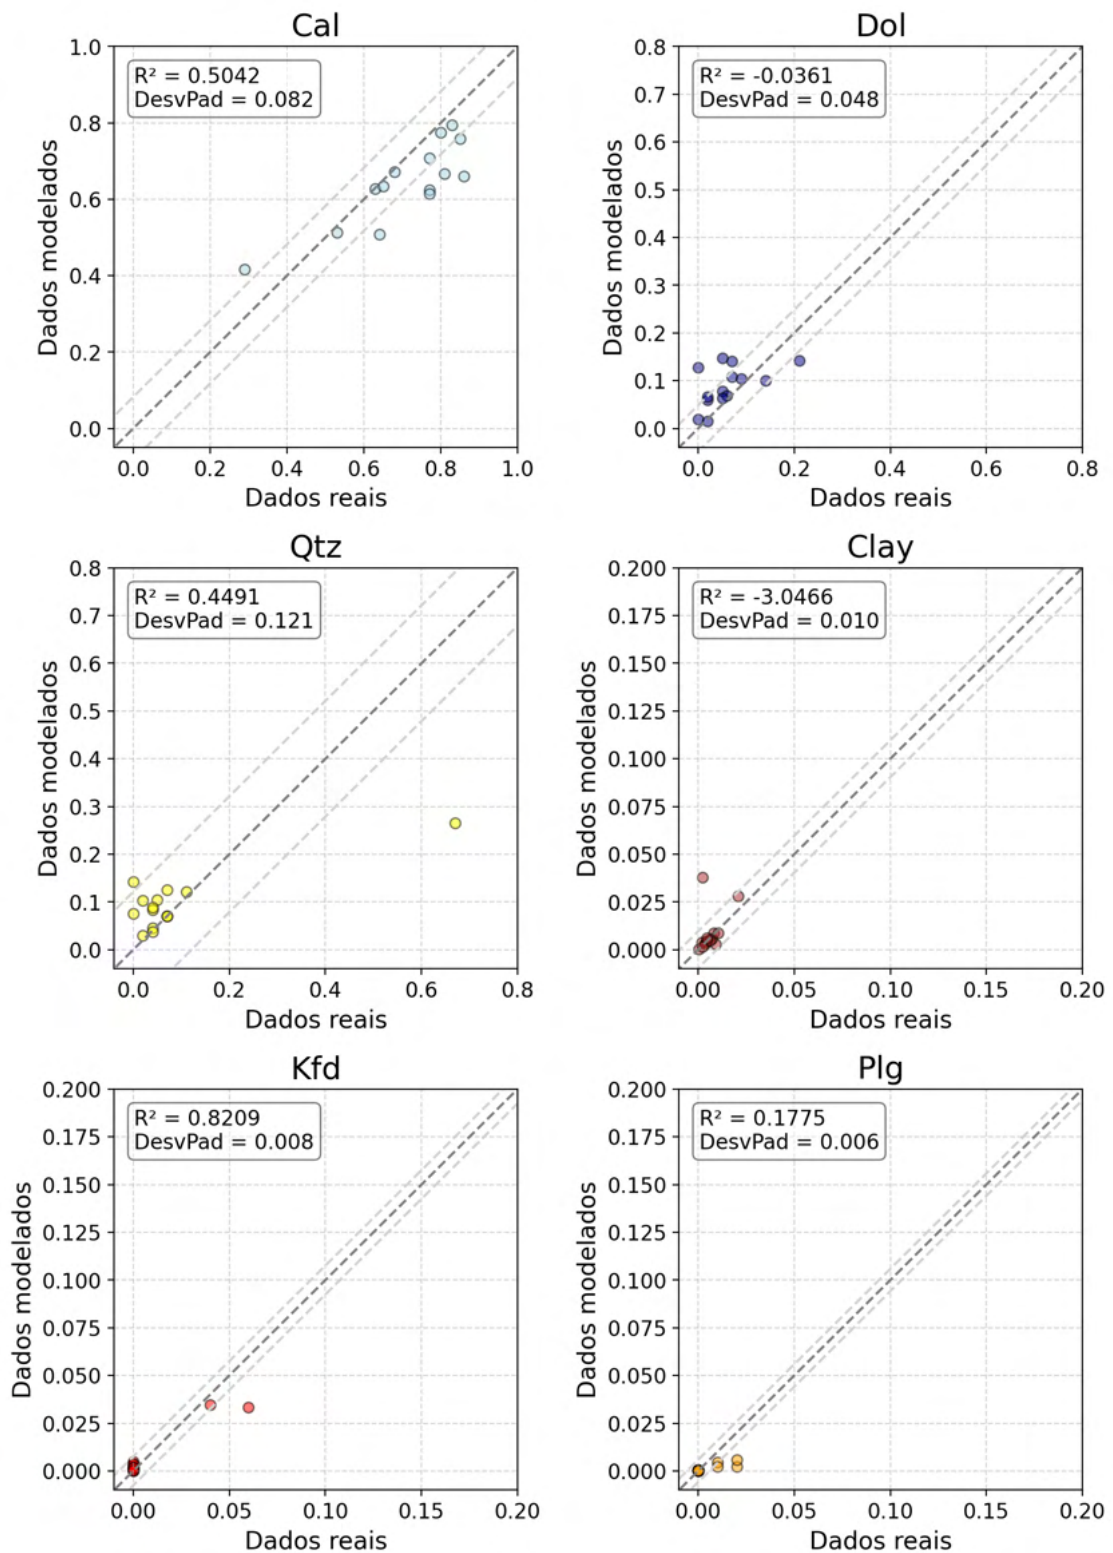 Cal
R² = 0.5042
DesvPad = 0.082
1.0
0.8
0.6
0.4
0.2
0.0
Dados modelados
0.0 0.2 0.4 0.6 0.8 1.0
Dados reais
Dol
R² = -0.0361
DesvPad = 0.048
0.8
0.7
0.6
0.5
0.4
0.3
0.2
0.1
0.0
Dados modelados
0.0 0.2 0.4 0.6 0.8
Dados reais
Qtz
R² = 0.4491
DesvPad = 0.121
0.8
0.7
0.6
0.5
0.4
0.3
0.2
0.1
0.0
Dados modelados
0.0 0.2 0.4 0.6 0.8
Dados reais
Clay
R² = -3.0466
DesvPad = 0.010
0.200
0.175
0.150
0.125
0.100
0.075
0.050
0.025
0.000
Dados modelados
0.00 0.05 0.10 0.15 0.20
Dados reais
Kfd
R² = 0.8209
DesvPad = 0.008
0.200
0.175
0.150
0.125
0.100
0.075
0.050
0.025
0.000
Dados modelados
0.00 0.05 0.10 0.15 0.20
Dados reais
Plg
R² = 0.1775
DesvPad = 0.006
0.200
0.175
0.150
0.125
0.100
0.075
0.050
0.025
0.000
Dados modelados
0.00 0.05 0.10 0.15 0.20
Dados reais